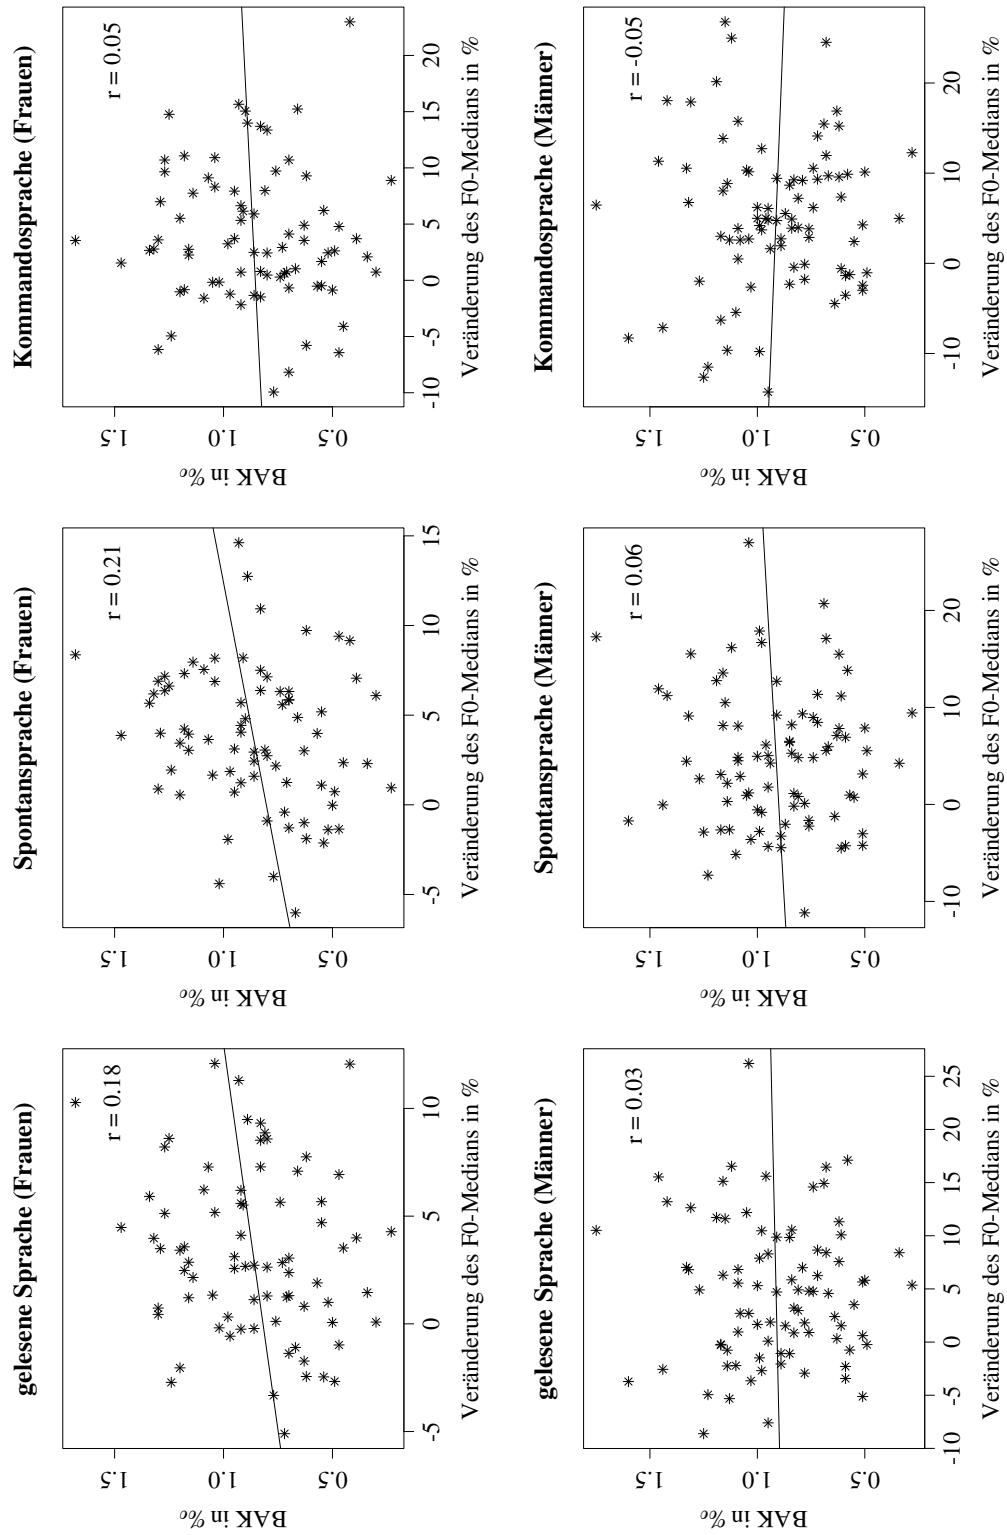 gelesene Sprache (Frauen)
r = 0.18
BAK in ‰
1.5
1.0
0.5
-5
0
5
10
Veränderung des F0-Medians in %
Spontansprache (Frauen)
r = 0.21
BAK in ‰
1.5
1.0
0.5
-5
0
5
10
15
Veränderung des F0-Medians in %
Kommandosprache (Frauen)
r = 0.05
BAK in ‰
1.5
1.0
0.5
-10
-5
0
5
10
15
20
Veränderung des F0-Medians in %
gelesene Sprache (Männer)
r = 0.03
BAK in ‰
1.5
1.0
0.5
-10
-5
0
5
10
15
20
25
Veränderung des F0-Medians in %
Spontansprache (Männer)
r = 0.06
BAK in ‰
1.5
1.0
0.5
-10
0
10
20
Veränderung des F0-Medians in %
Kommandosprache (Männer)
r = -0.05
BAK in ‰
1.5
1.0
0.5
-10
0
10
20
Veränderung des F0-Medians in %